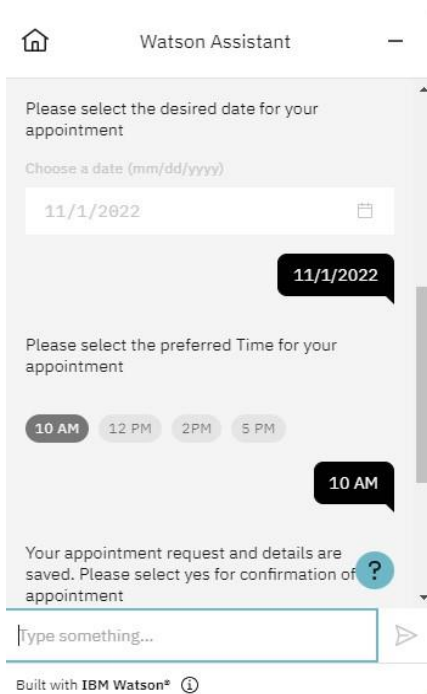 Watson Assistant
Please select the desired date for your
appointment
Choose a date (mm/dd/yyyy)
11/1/2022
11/1/2022
Please select the preferred Time for your
appointment
10 AM 12 PM 2PM 5 PM
10 AM
Your appointment request and details are
saved. Please select yes for confirmation of
appointment
?
Type something...
Built with IBM Watson®